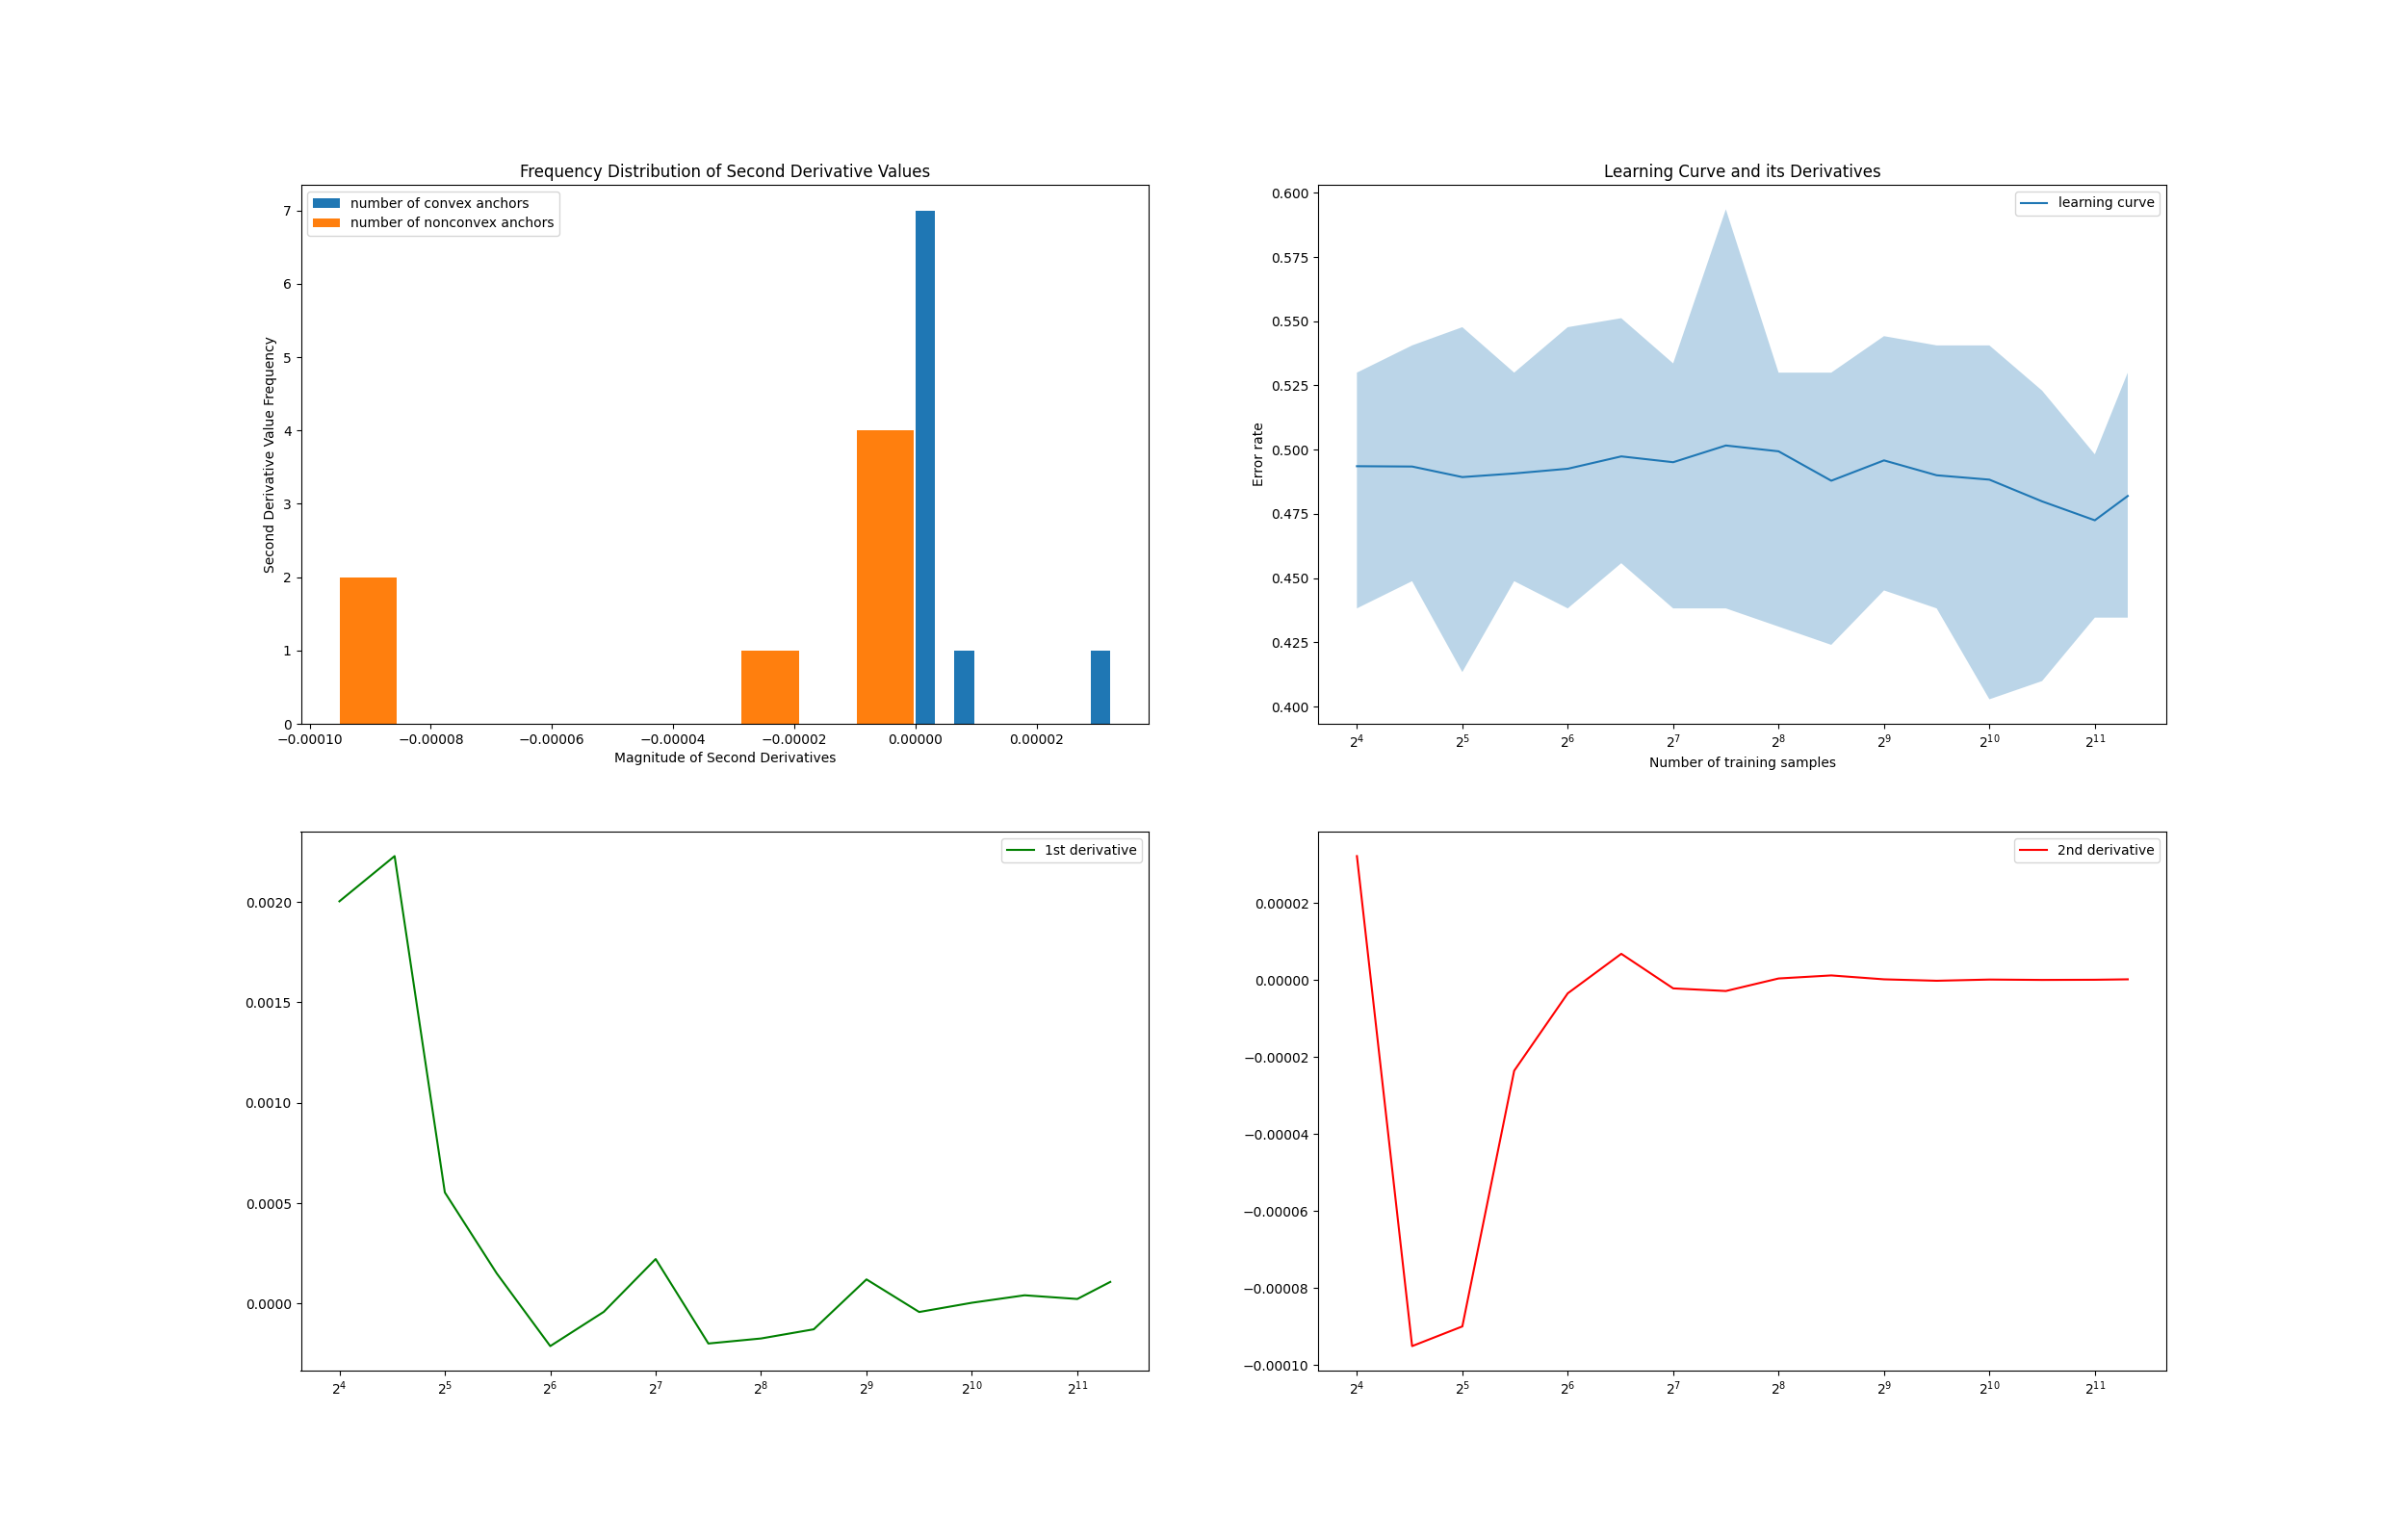 Frequency Distribution of Second Derivative Values
number of convex anchors
number of nonconvex anchors
7
6
5
4
3
2
1
0
Second Derivative Value Frequency
−0.00010 −0.00008 −0.00006 −0.00004 −0.00002 0.00000 0.00002
Magnitude of Second Derivatives
Learning Curve and its Derivatives
learning curve
0.600
0.575
0.550
0.525
0.500
0.475
0.450
0.425
0.400
Error rate
2⁴ 2⁵ 2⁶ 2⁷ 2⁸ 2⁹ 2¹⁰ 2¹¹
Number of training samples
1st derivative
0.0020
0.0015
0.0010
0.0005
0.0000
2⁴ 2⁵ 2⁶ 2⁷ 2⁸ 2⁹ 2¹⁰ 2¹¹
2nd derivative
0.00002
0.00000
−0.00002
−0.00004
−0.00006
−0.00008
−0.00010
2⁴ 2⁵ 2⁶ 2⁷ 2⁸ 2⁹ 2¹⁰ 2¹¹